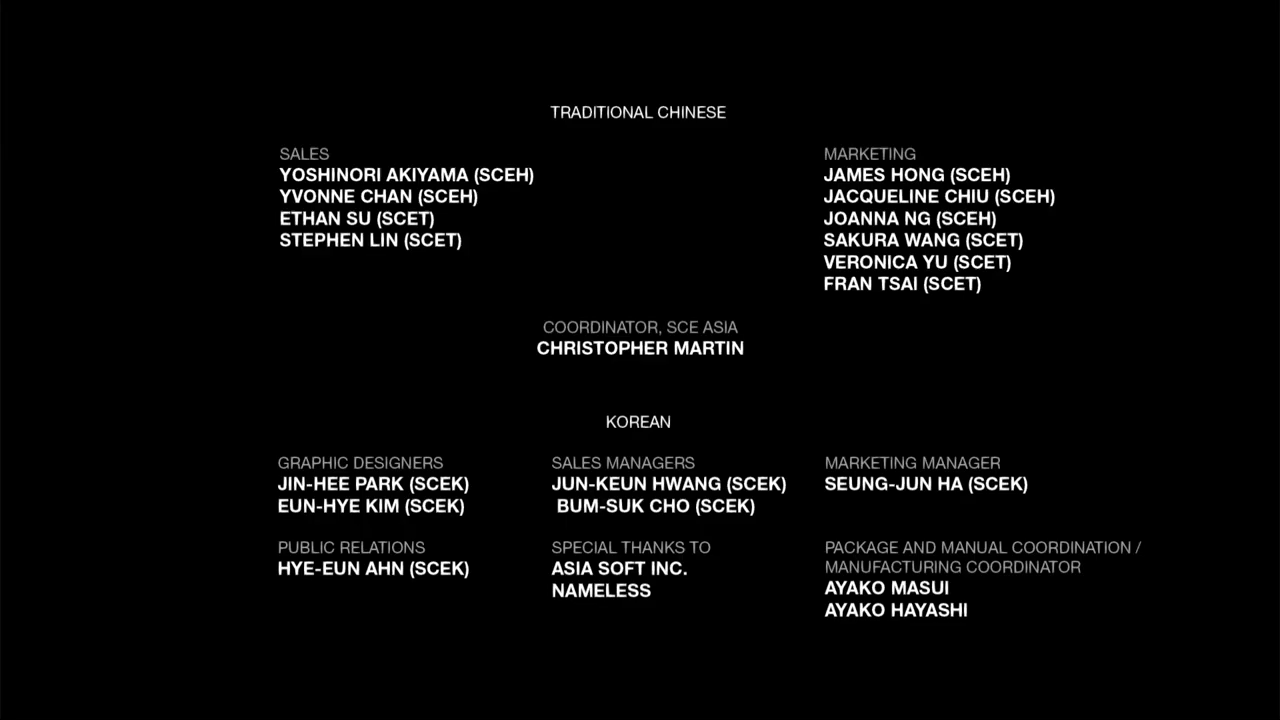 TRADITIONAL CHINESE
SALES
YOSHINORI AKIYAMA (SCEH)
YVONNE CHAN (SCEH)
ETHAN SU (SCET)
STEPHEN LIN (SCET)
MARKETING
JAMES HONG (SCEH)
JACQUELINE CHIU (SCEH)
JOANNA NG (SCEH)
SAKURA WANG (SCET)
VERONICA YU (SCET)
FRAN TSAI (SCET)
COORDINATOR, SCE ASIA
CHRISTOPHER MARTIN
KOREAN
GRAPHIC DESIGNERS
JIN-HEE PARK (SCEK)
EUN-HYE KIM (SCEK)
SALES MANAGERS
JUN-KEUN HWANG (SCEK)
BUM-SUK CHO (SCEK)
MARKETING MANAGER
SEUNG-JUN HA (SCEK)
PUBLIC RELATIONS
HYE-EUN AHN (SCEK)
SPECIAL THANKS TO
ASIA SOFT INC.
NAMELESS
PACKAGE AND MANUAL COORDINATION /
MANUFACTURING COORDINATOR
AYAKO MASUI
AYAKO HAYASHI